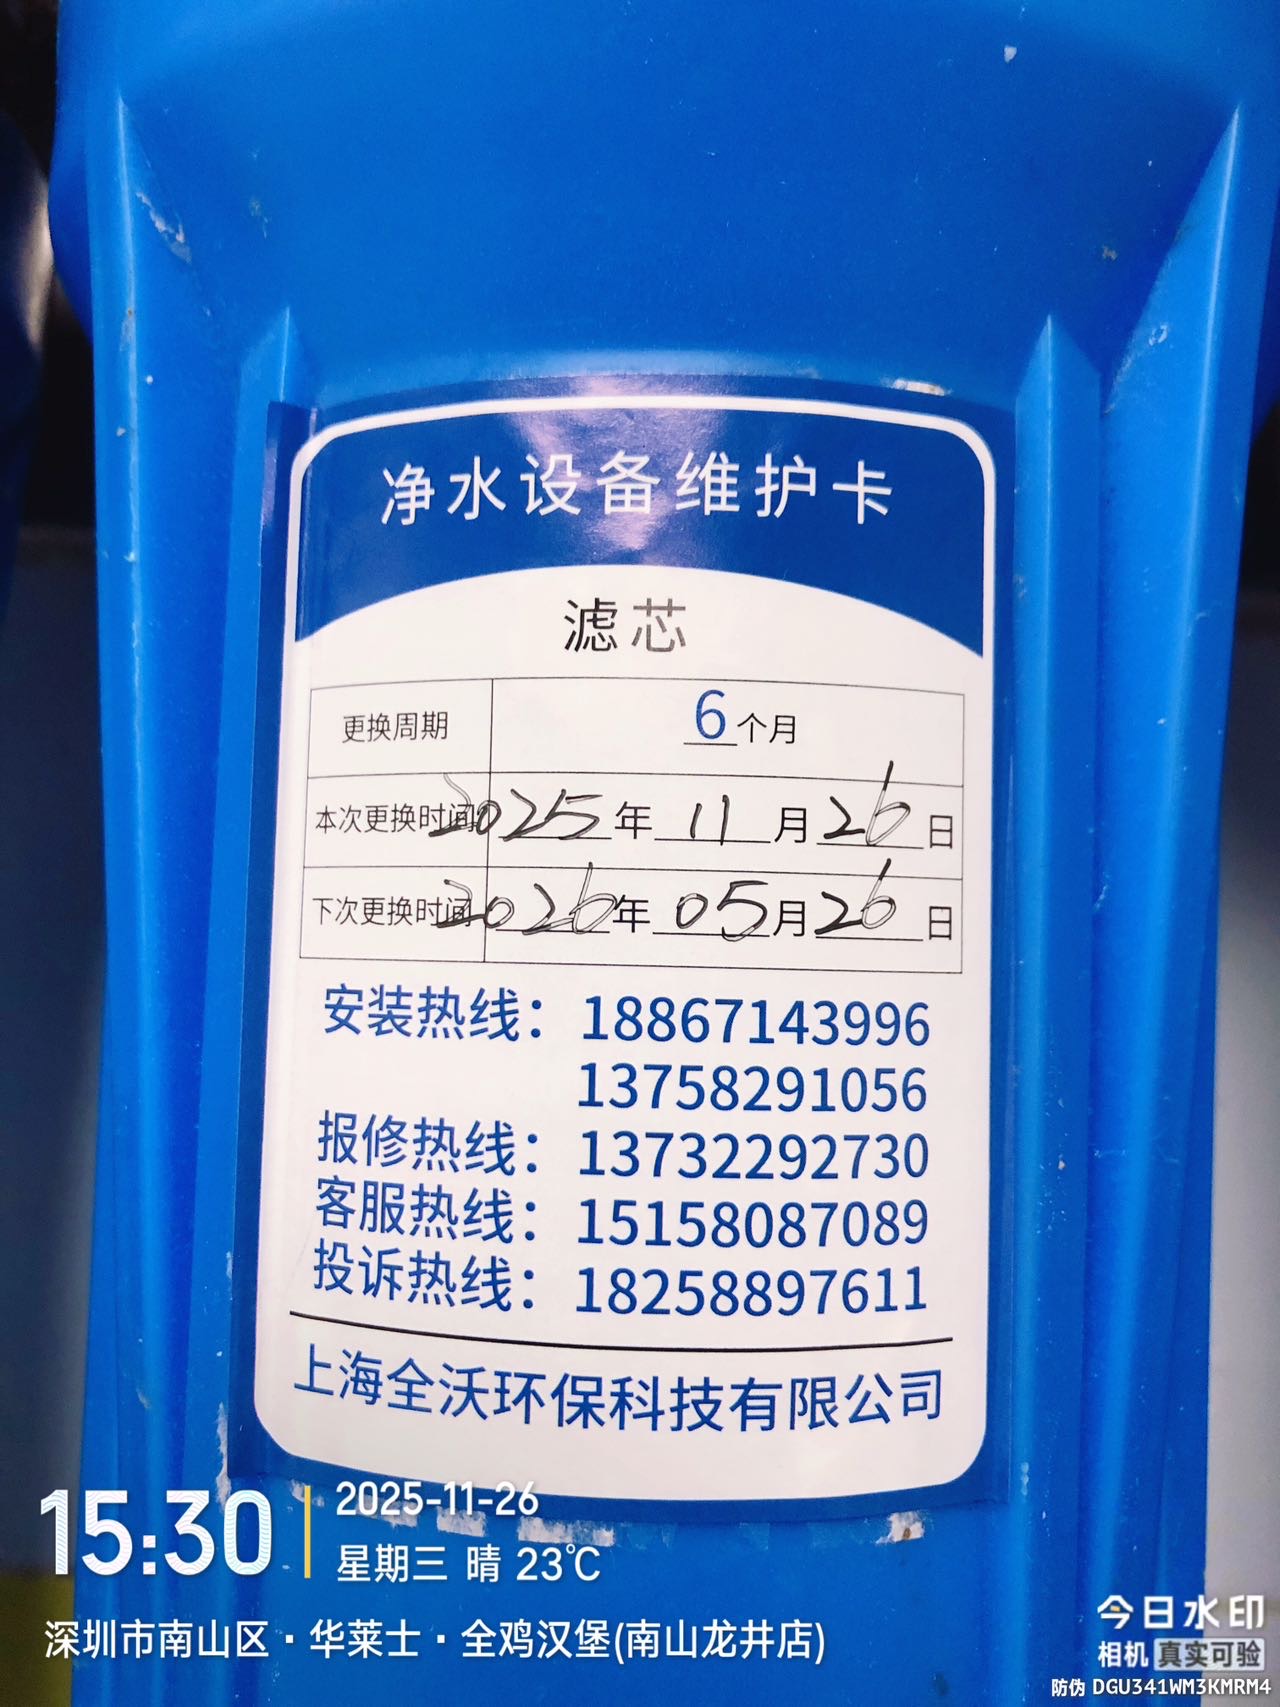 净水设备维护卡
滤芯
更换周期 6个月
本次更换时间 2025年 11月 26日
下次更换时间 2026年 05月 26日
安装热线：18867143996
13758291056
报修热线：13732292730
客服热线：15158087089
投诉热线：18258897611
上海全沃环保科技有限公司
15:30 2025-11-26
星期三 晴 23℃
深圳市南山区·华莱士·全鸡汉堡(南山龙井店)
今日水印
相机 真实可验
防伪 DGU341WM3KMRM4